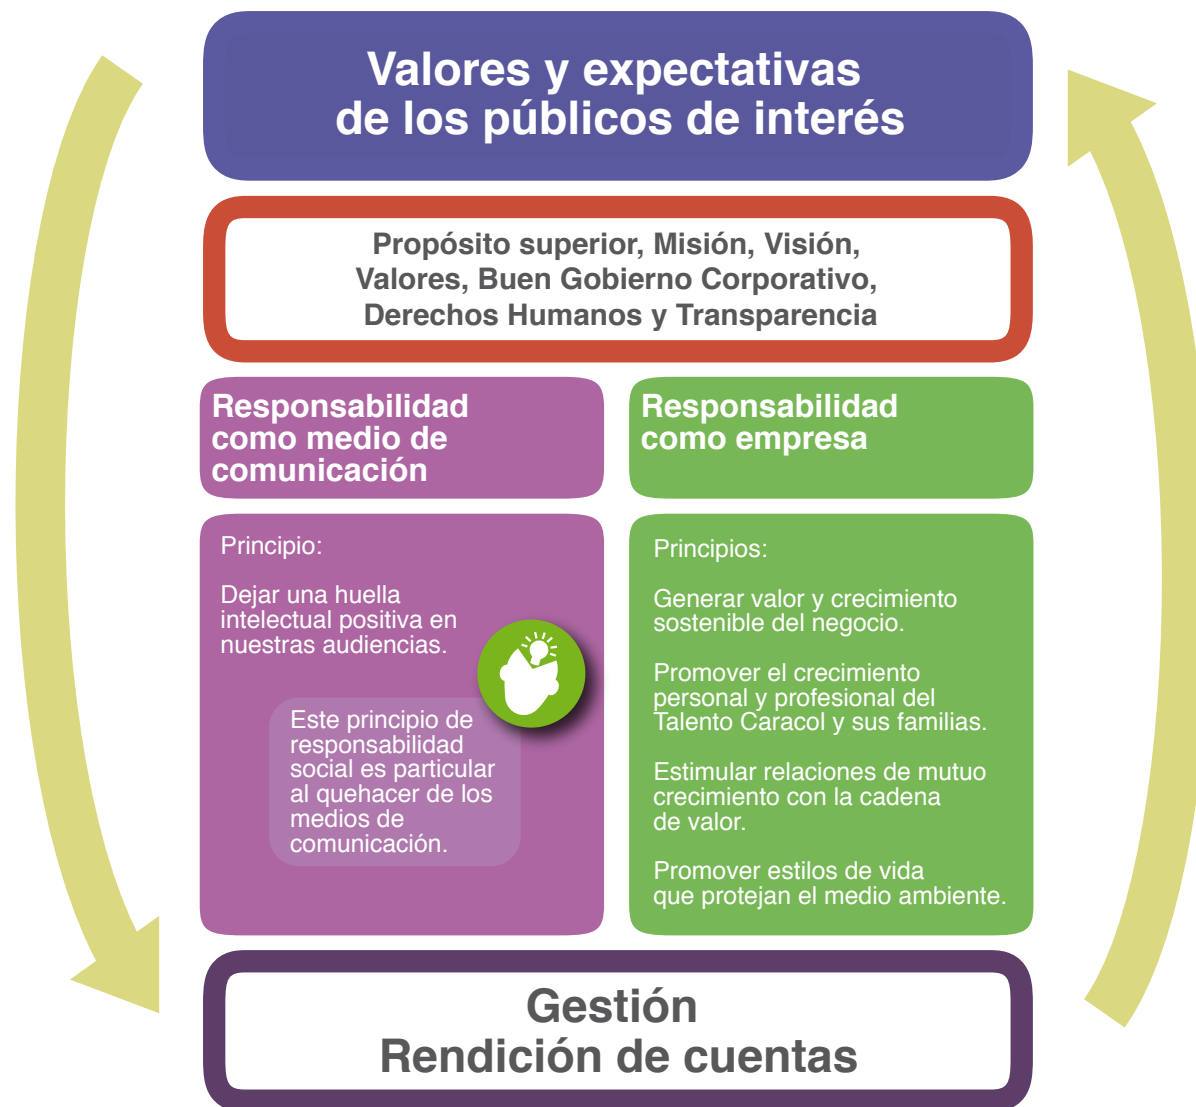 Valores y expectativas
de los públicos de interés
Propósito superior, Misión, Visión,
Valores, Buen Gobierno Corporativo,
Derechos Humanos y Transparencia
Responsabilidad
como medio de
comunicación
Principio:
Dejar una huella
intelectual positiva en
nuestras audiencias.
Este principio de
responsabilidad
social es particular
al quehacer de los
medios de
comunicación.
Responsabilidad
como empresa
Principios:
Generar valor y crecimiento
sostenible del negocio.
Promover el crecimiento
personal y profesional del
Talento Caracol y sus familias.
Estimular relaciones de mutuo
crecimiento con la cadena
de valor.
Promover estilos de vida
que protejan el medio ambiente.
Gestión
Rendición de cuentas